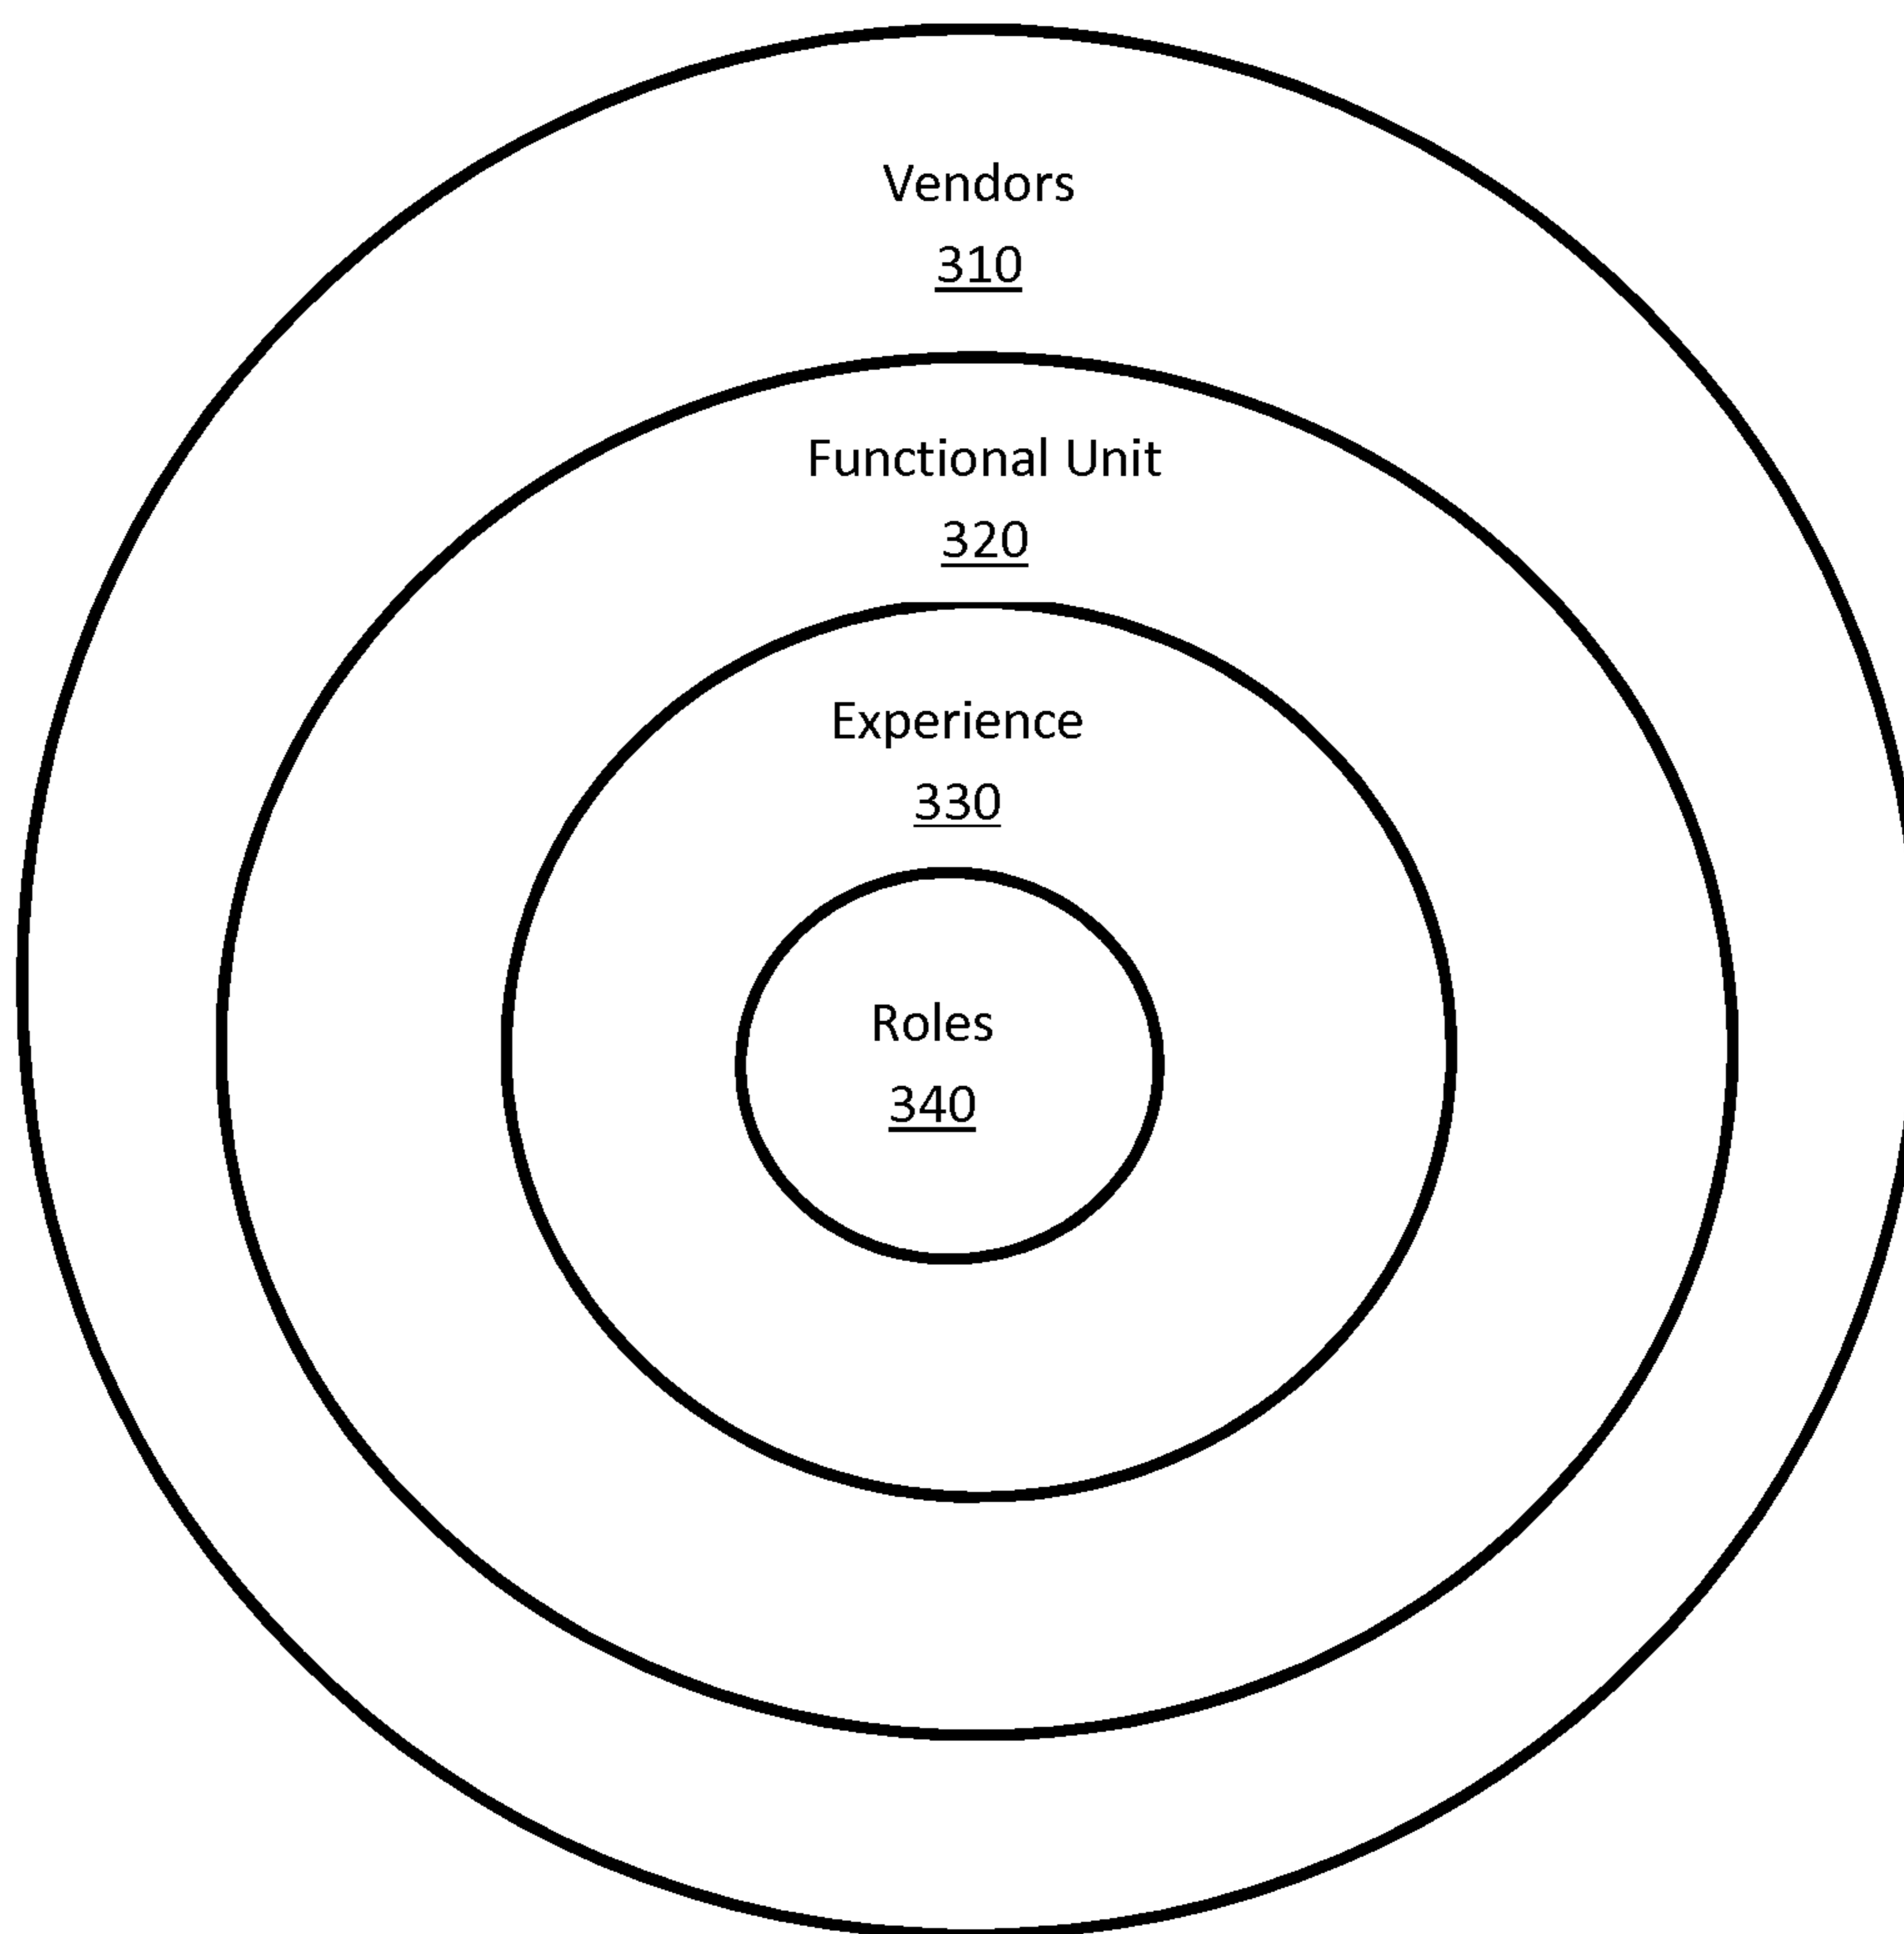 Vendors
310
Functional Unit
320
Experience
330
Roles
340